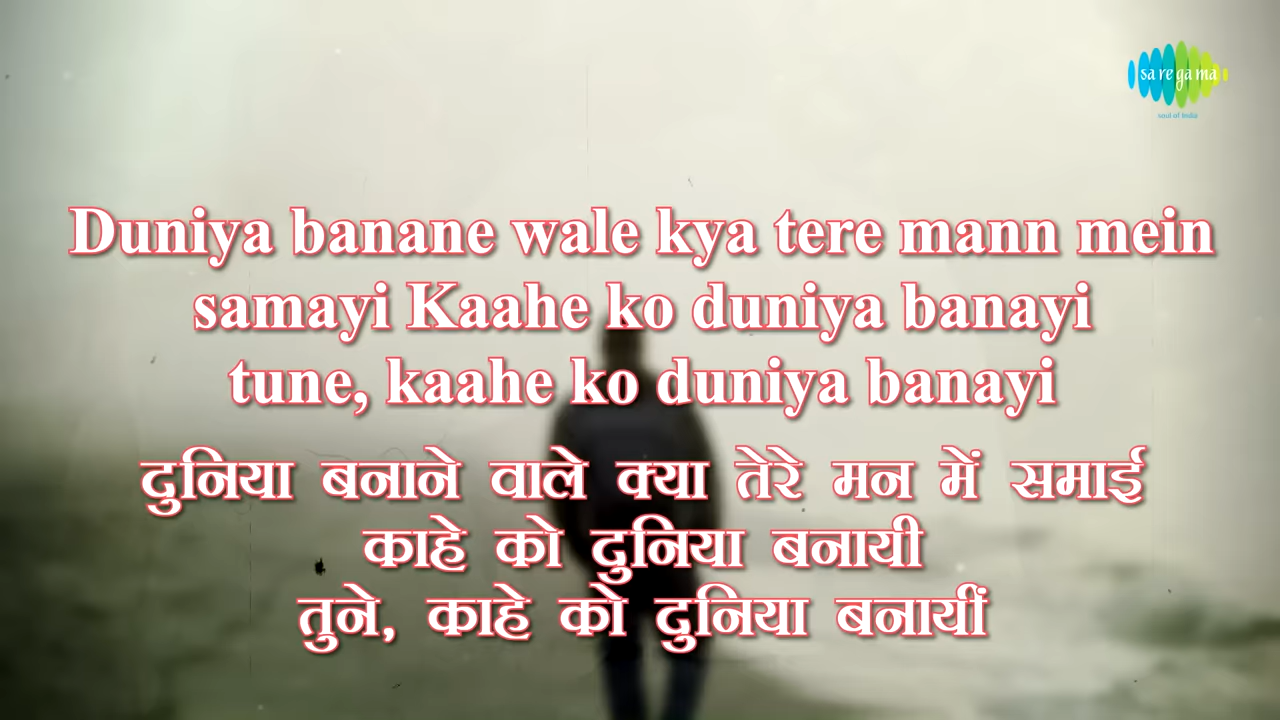 sa re ga ma
soul of India
Duniya banane wale kya tere mann mein
samayi Kaahe ko duniya banayi
tune, kaahe ko duniya banayi
दुनिया बनाने वाले क्या तेरे मन में समाई
काहे को दुनिया बनायी
तुने, काहे को दुनिया बनायीं